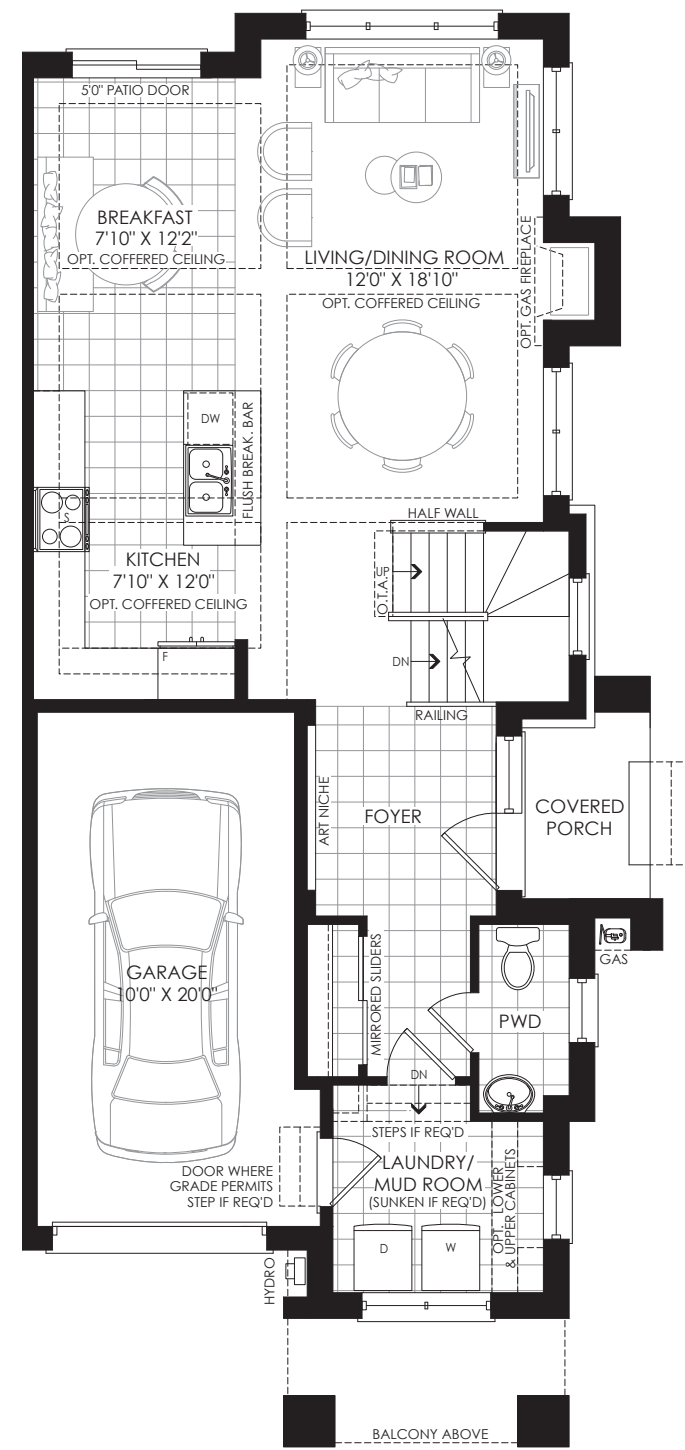 5'0" PATIO DOOR
BREAKFAST
7'10" X 12'2"
OPT. COFFERED CEILING
LIVING/DINING ROOM
12'0" X 18'10"
OPT. COFFERED CEILING
OPT. GAS FIREPLACE
DW
FLUSH BREAK. BAR
S
KITCHEN
7'10" X 12'0"
OPT. COFFERED CEILING
F
HALF WALL
UP
O.T.A.
DN
RAILING
ART NICHE
FOYER
COVERED
PORCH
GAS
MIRRORED SLIDERS
PWD
GARAGE
10'0" X 20'0"
DN
STEPS IF REQ'D
LAUNDRY/
MUD ROOM
(SUNKEN IF REQ'D)
DOOR WHERE
GRADE PERMITS
STEP IF REQ'D
OPT. LOWER
& UPPER CABINETS
D
W
HYDRO
BALCONY ABOVE